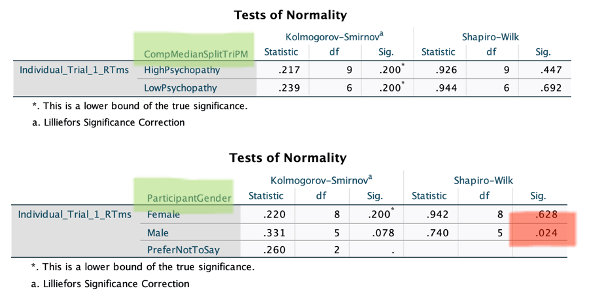 Tests of Normality
Kolmogorov-Smirnovᵃ Shapiro-Wilk
CompMedianSplitTriPM Statistic df Sig. Statistic df Sig.
Individual_Trial_1_RTms HighPsychopathy .217 9 .200* .926 9 .447
LowPsychopathy .239 6 .200* .944 6 .692
*. This is a lower bound of the true significance.
a. Lilliefors Significance Correction
Tests of Normality
Kolmogorov-Smirnovᵃ Shapiro-Wilk
ParticipantGender Statistic df Sig. Statistic df Sig.
Individual_Trial_1_RTms Female .220 8 .200* .942 8 .628
Male .331 5 .078 .740 5 .024
PreferNotToSay .260 2 .
*. This is a lower bound of the true significance.
a. Lilliefors Significance Correction